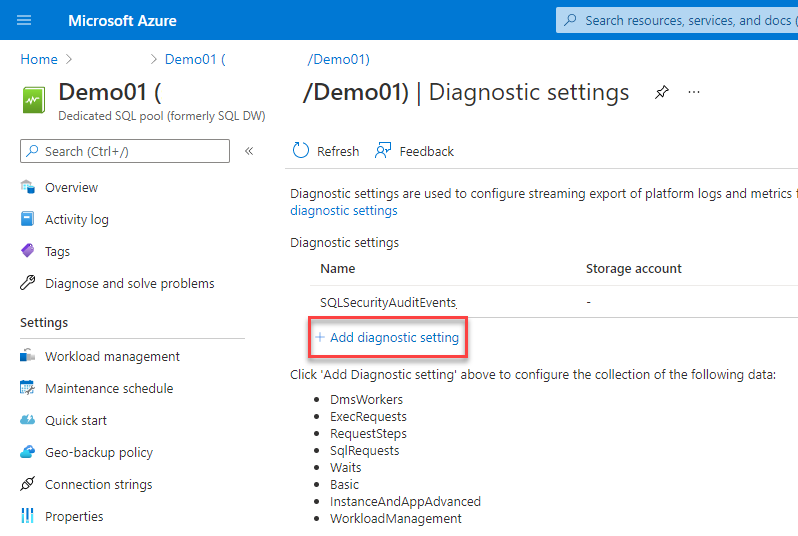 Microsoft Azure
Search resources, services, and docs (
Home > > Demo01 ( /Demo01)
Demo01 ( /Demo01) | Diagnostic settings ...
Dedicated SQL pool (formerly SQL DW)
Search (Ctrl+/) «
Refresh Feedback
Overview
Activity log
Tags
Diagnose and solve problems
Settings
Workload management
Maintenance schedule
Quick start
Geo-backup policy
Connection strings
Properties
Diagnostic settings are used to configure streaming export of platform logs and metrics f
diagnostic settings
Diagnostic settings
Name Storage account
SQLSecurityAuditEvents_ -
+ Add diagnostic setting
Click 'Add Diagnostic setting' above to configure the collection of the following data:
• DmsWorkers
• ExecRequests
• RequestSteps
• SqlRequests
• Waits
• Basic
• InstanceAndAppAdvanced
• WorkloadManagement